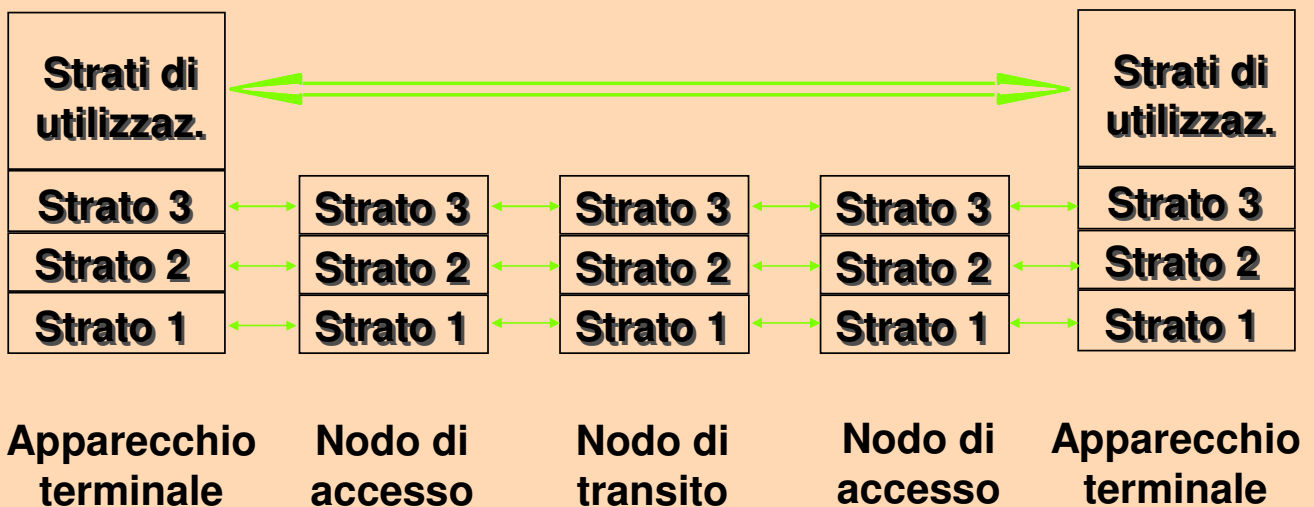 Strati di
utilizzaz.
Strati di
utilizzaz.
Strato 3
Strato 3
Strato 3
Strato 3
Strato 3
Strato 2
Strato 2
Strato 2
Strato 2
Strato 2
Strato 1
Strato 1
Strato 1
Strato 1
Strato 1
Apparecchio
terminale
Nodo di
accesso
Nodo di
transito
Nodo di
accesso
Apparecchio
terminale